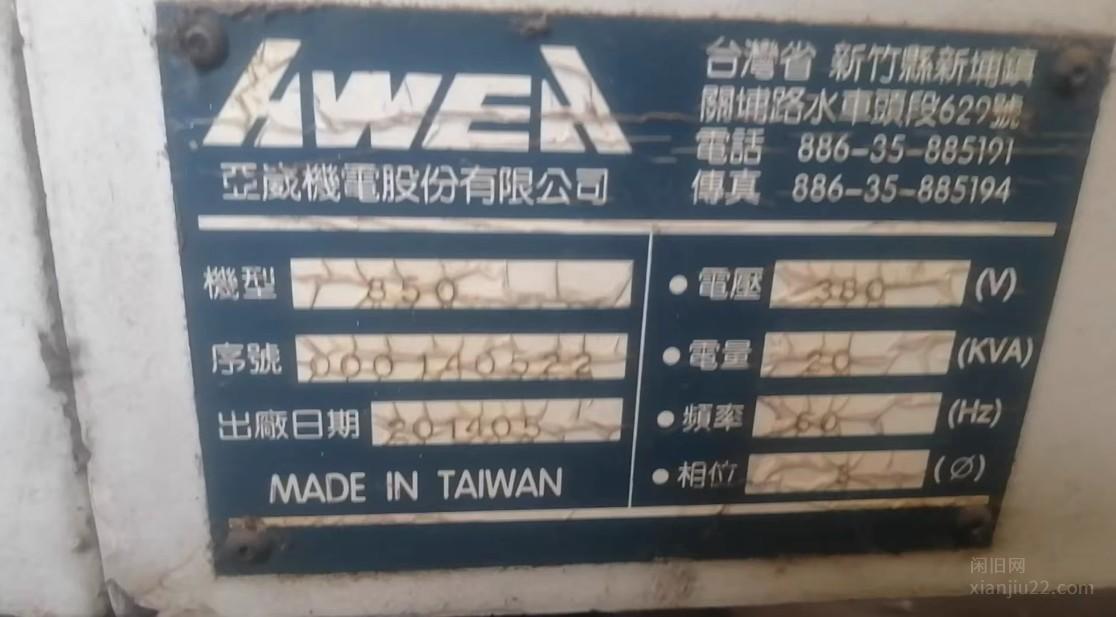 AWEA
亞崴機電股份有限公司
台灣省 新竹縣新埔鎮
關埔路水車頭段629號
電話 886-35-885191
傳真 886-35-885194
機型 850
序號 000140522
出廠日期 201405
MADE IN TAIWAN
電壓 380 (V)
電量 20 (KVA)
頻率 60 (Hz)
相位 (Ø)
闲旧网
xianjiu22.com